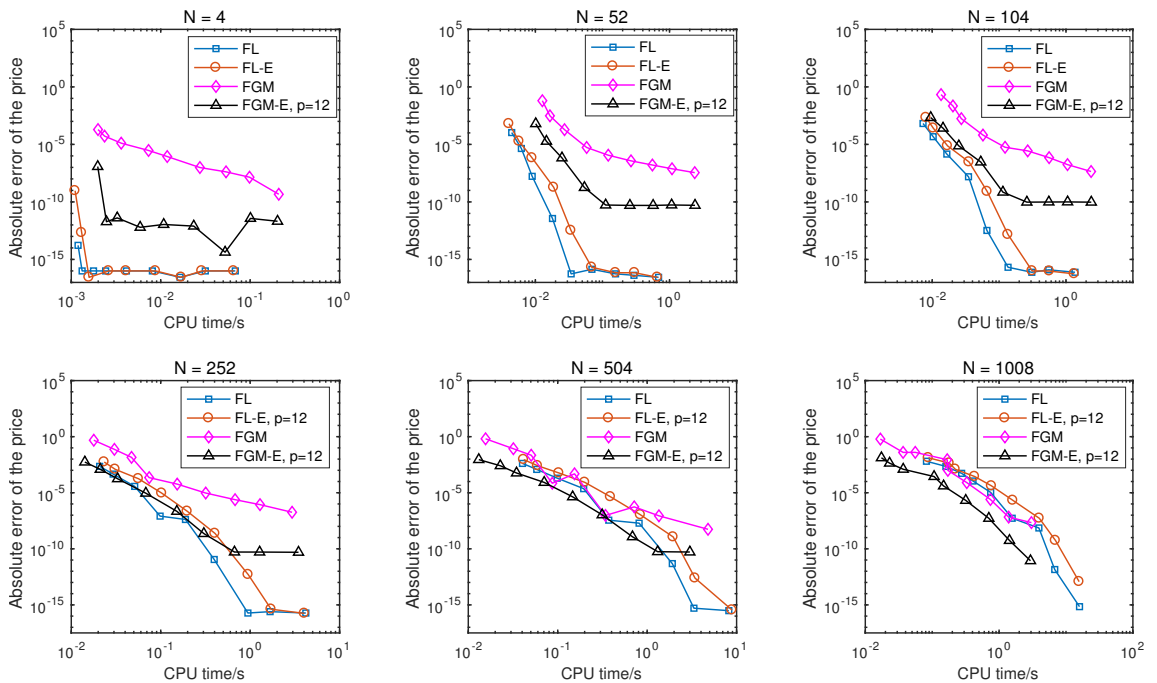 N = 4
10^5
10^0
10^-5
10^-10
10^-15
Absolute error of the price
FL
FL-E
FGM
FGM-E, p=12
10^-3
10^-2
10^-1
10^0
CPU time/s
N = 52
10^5
10^0
10^-5
10^-10
10^-15
Absolute error of the price
FL
FL-E
FGM
FGM-E, p=12
10^-2
10^0
CPU time/s
N = 104
10^5
10^0
10^-5
10^-10
10^-15
Absolute error of the price
FL
FL-E
FGM
FGM-E, p=12
10^-2
10^0
CPU time/s
N = 252
10^5
10^0
10^-5
10^-10
10^-15
Absolute error of the price
FL
FL-E, p=12
FGM
FGM-E, p=12
10^-2
10^-1
10^0
10^1
CPU time/s
N = 504
10^5
10^0
10^-5
10^-10
10^-15
Absolute error of the price
FL
FL-E, p=12
FGM
FGM-E, p=12
10^-2
10^-1
10^0
10^1
CPU time/s
N = 1008
10^5
10^0
10^-5
10^-10
10^-15
Absolute error of the price
FL
FL-E, p=12
FGM
FGM-E, p=12
10^-2
10^0
10^2
CPU time/s